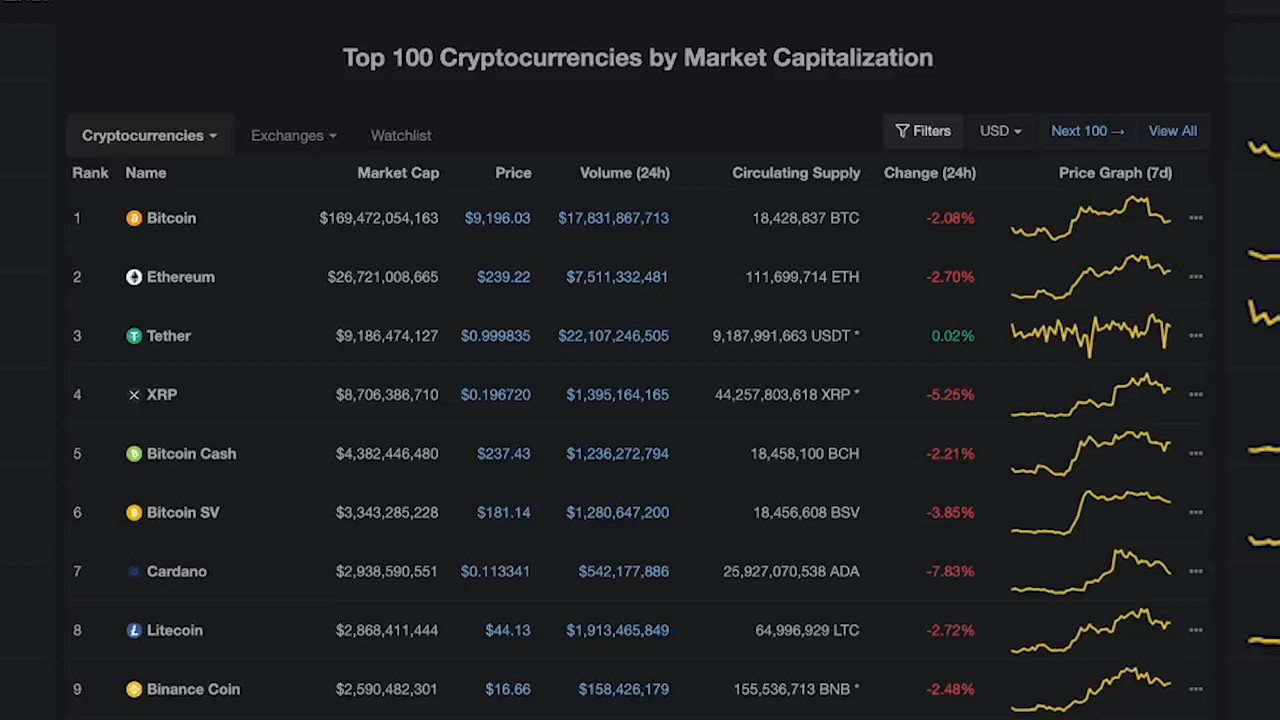 Top 100 Cryptocurrencies by Market Capitalization
Cryptocurrencies Exchanges Watchlist Filters USD Next 100 → View All
Rank Name Market Cap Price Volume (24h) Circulating Supply Change (24h) Price Graph (7d)
1 Bitcoin $169,472,054,163 $9,196.03 $17,831,867,713 18,428,837 BTC -2.08%
2 Ethereum $26,721,008,665 $239.22 $7,511,332,481 111,699,714 ETH -2.70%
3 Tether $9,186,474,127 $0.999835 $22,107,246,505 9,187,991,663 USDT * 0.02%
4 XRP $8,706,386,710 $0.196720 $1,395,164,165 44,257,803,618 XRP * -5.25%
5 Bitcoin Cash $4,382,446,480 $237.43 $1,236,272,794 18,458,100 BCH -2.21%
6 Bitcoin SV $3,343,285,228 $181.14 $1,280,647,200 18,456,608 BSV -3.85%
7 Cardano $2,938,590,551 $0.113341 $542,177,886 25,927,070,538 ADA -7.83%
8 Litecoin $2,868,411,444 $44.13 $1,913,465,849 64,996,929 LTC -2.72%
9 Binance Coin $2,590,482,301 $16.66 $158,426,179 155,536,713 BNB * -2.48%